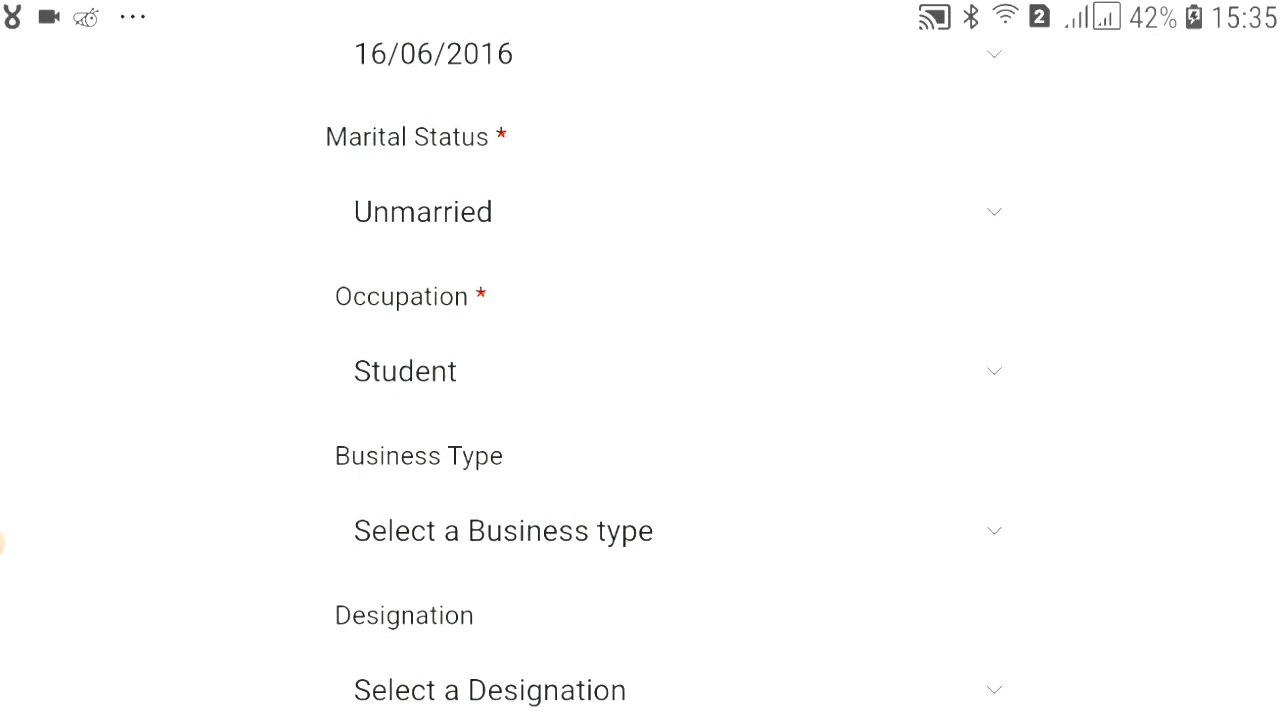 2 42% 15:35
16/06/2016
Marital Status *
Unmarried
Occupation *
Student
Business Type
Select a Business type
Designation
Select a Designation